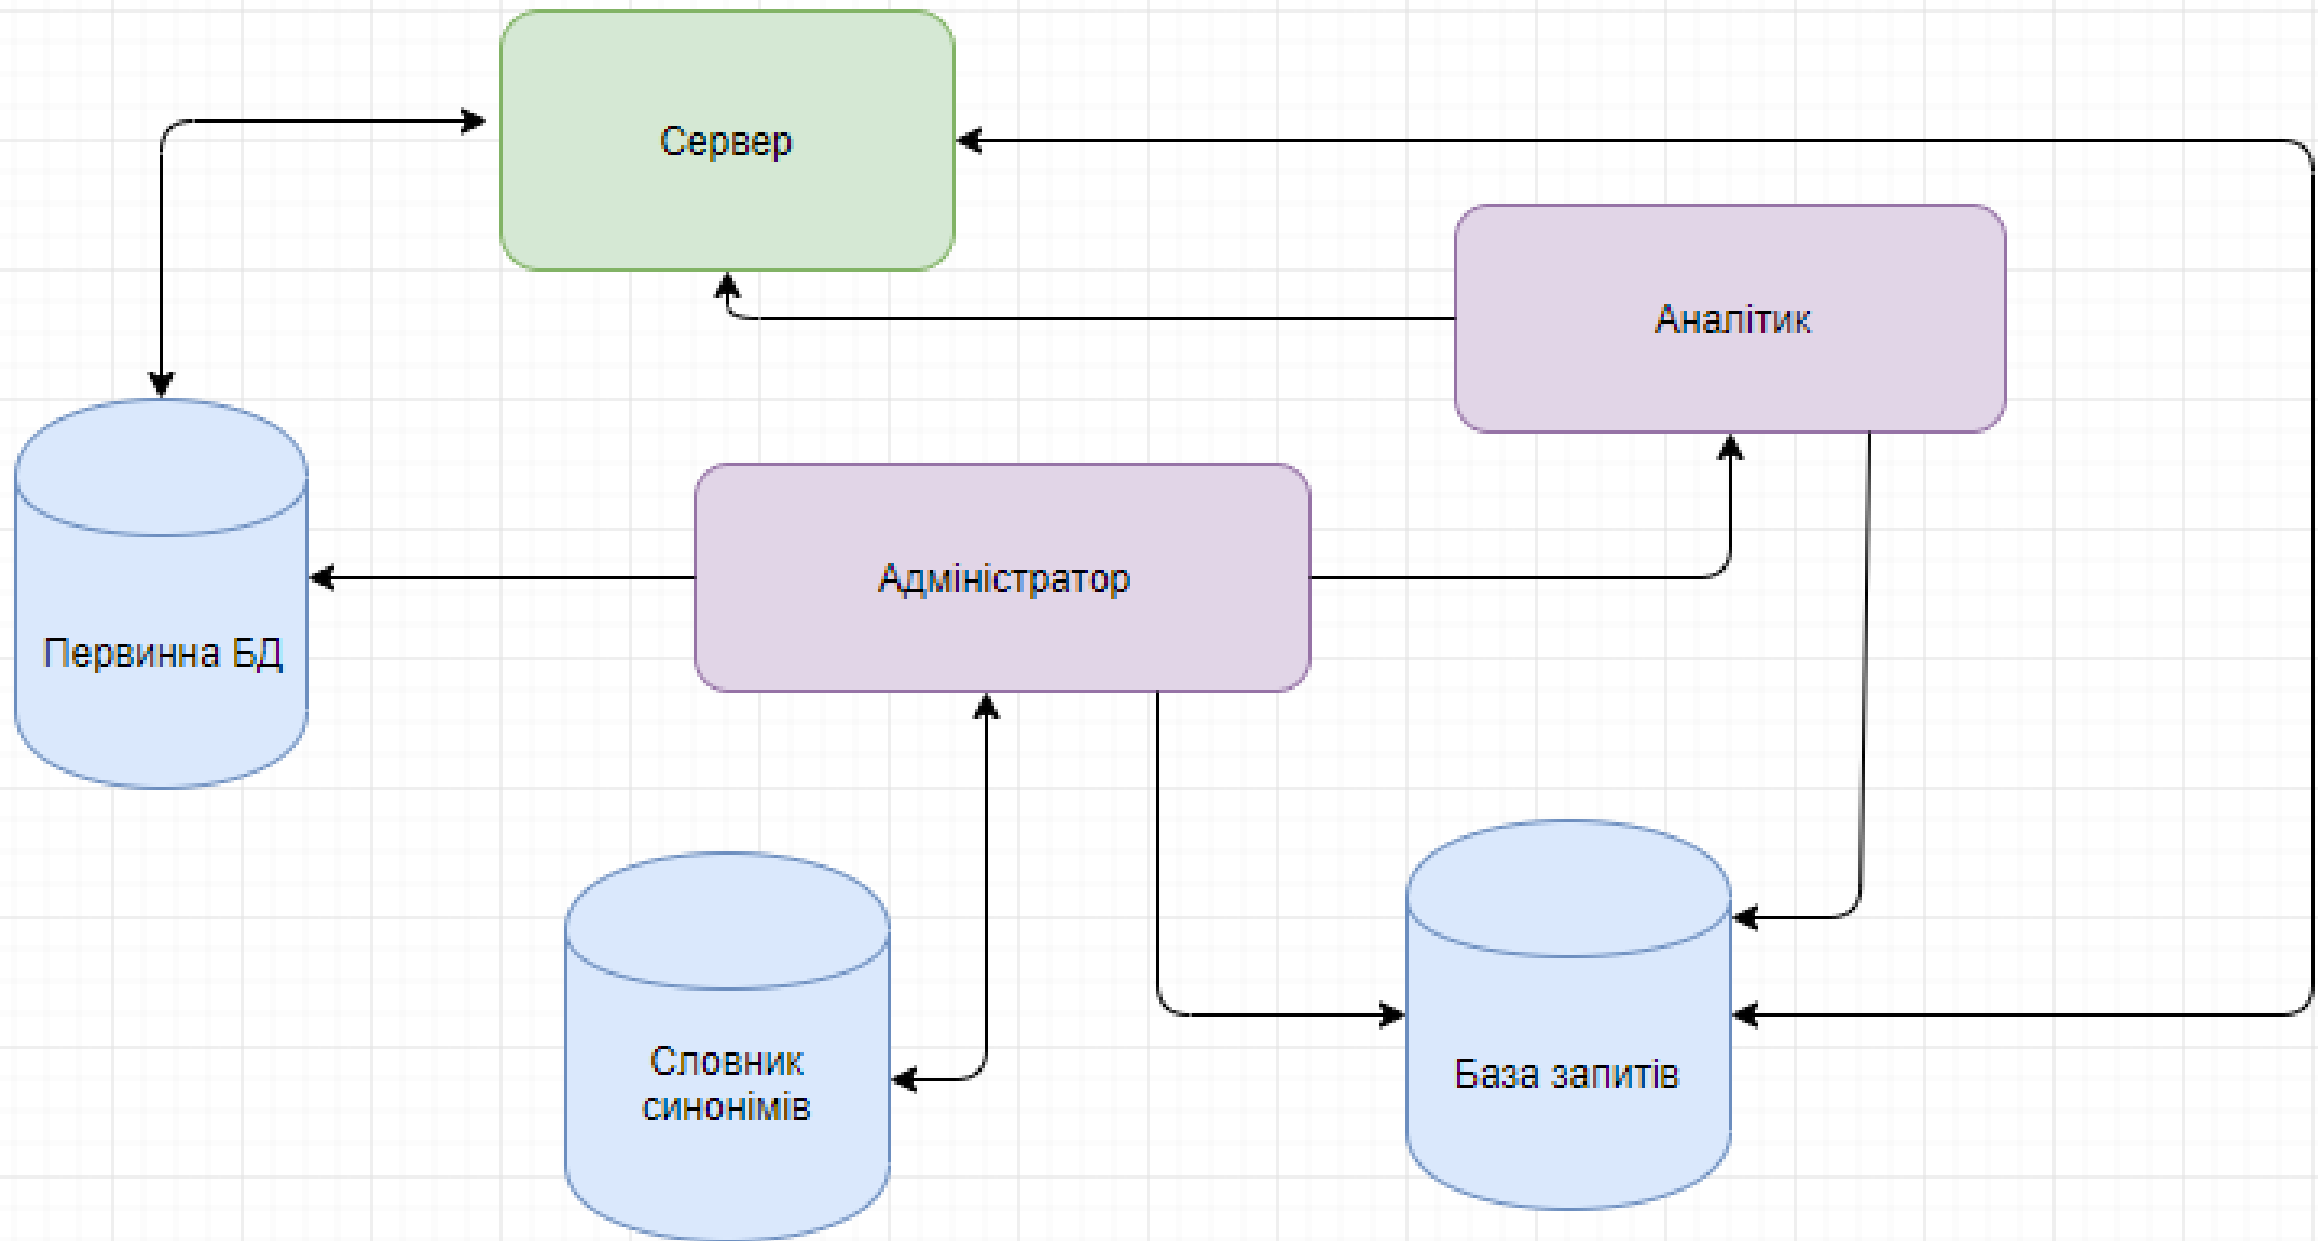 Сервер
Аналітик
Адміністратор
Первинна БД
Словник
синонімів
База запитів